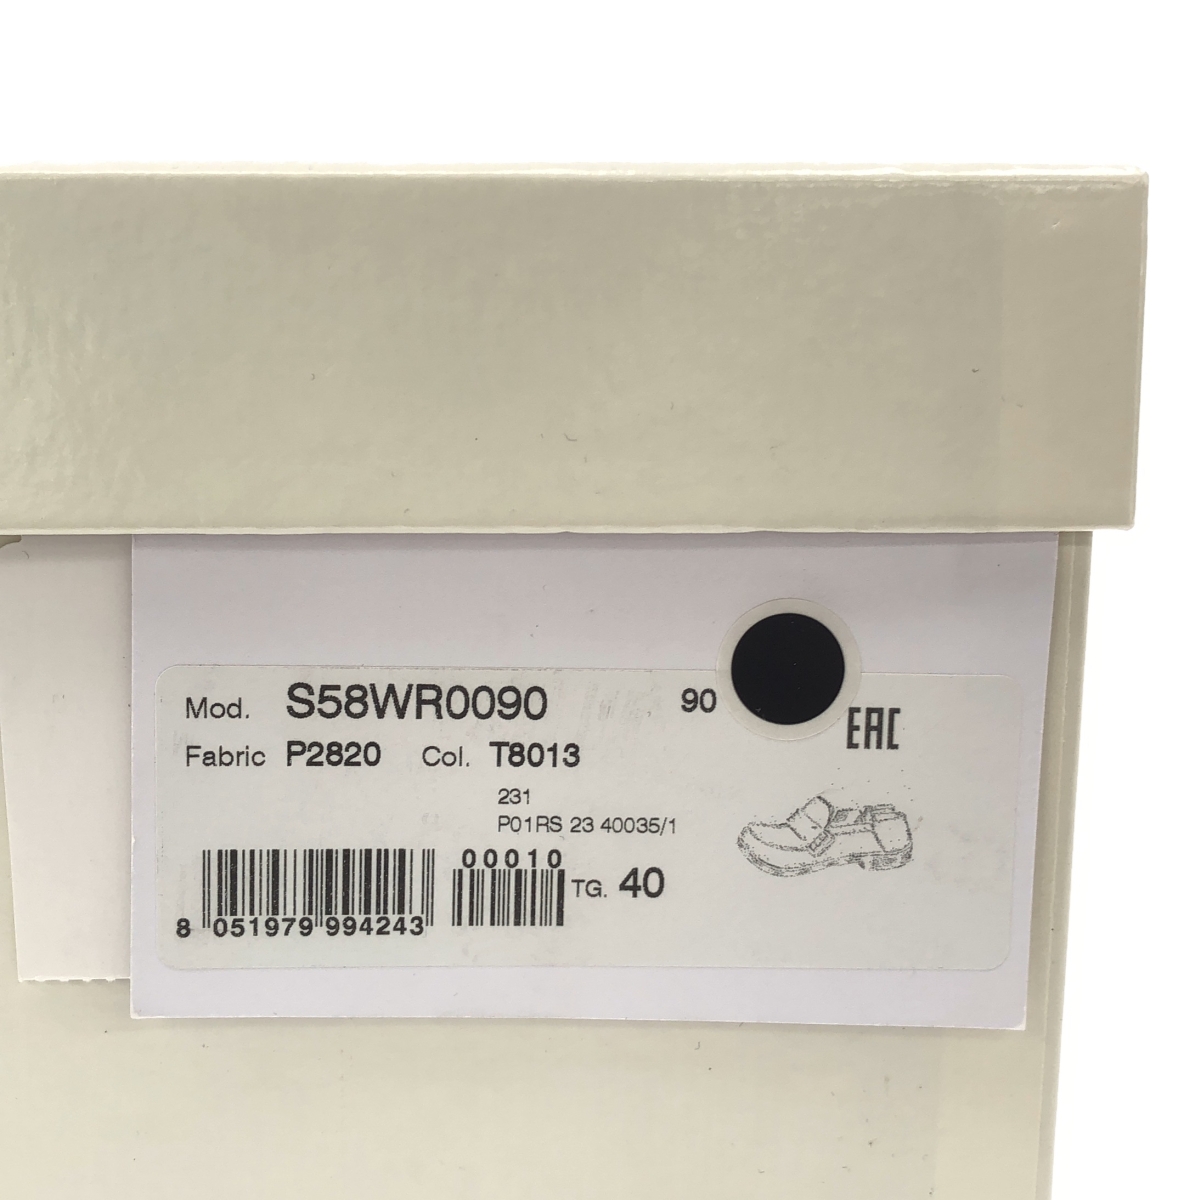 Mod. S58WR0090 90
EAC
Fabric P2820 Col. T8013
231
P01RS 23 40035/1
00010
TG. 40
8 051979 994243